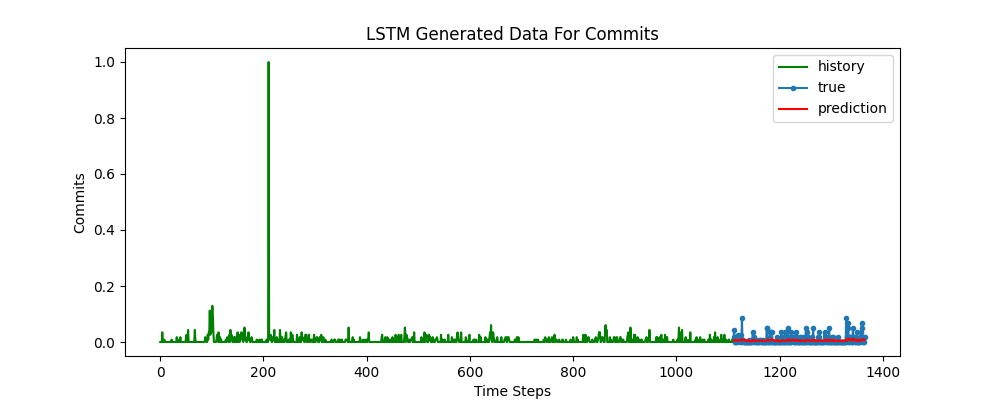 LSTM Generated Data For Commits
history
true
prediction
1.0
0.8
0.6
0.4
0.2
0.0
Commits
0 200 400 600 800 1000 1200 1400
Time Steps